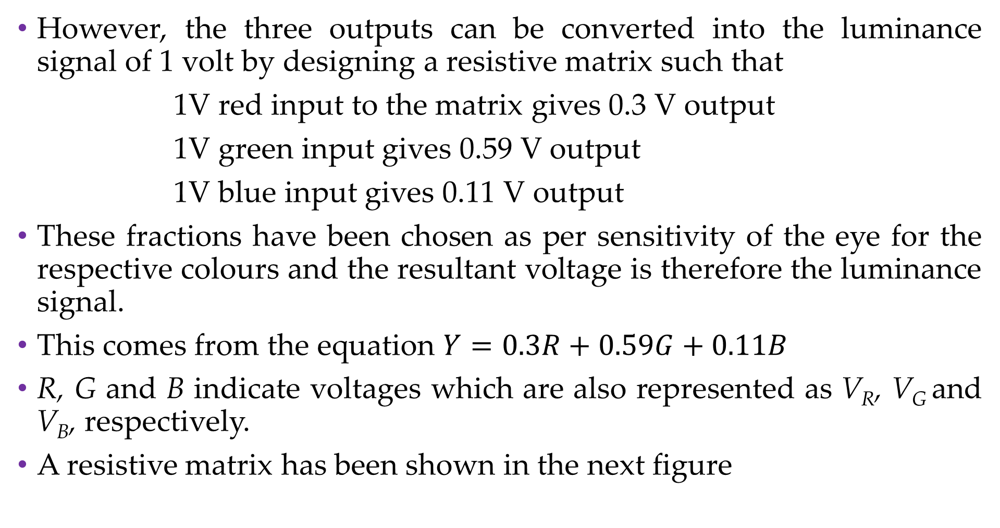 • However, the three outputs can be converted into the luminance
signal of 1 volt by designing a resistive matrix such that
1V red input to the matrix gives 0.3 V output
1V green input gives 0.59 V output
1V blue input gives 0.11 V output
• These fractions have been chosen as per sensitivity of the eye for the
respective colours and the resultant voltage is therefore the luminance
signal.
• This comes from the equation Y = 0.3R + 0.59G + 0.11B
• R, G and B indicate voltages which are also represented as V_R, V_G and
V_B, respectively.
• A resistive matrix has been shown in the next figure